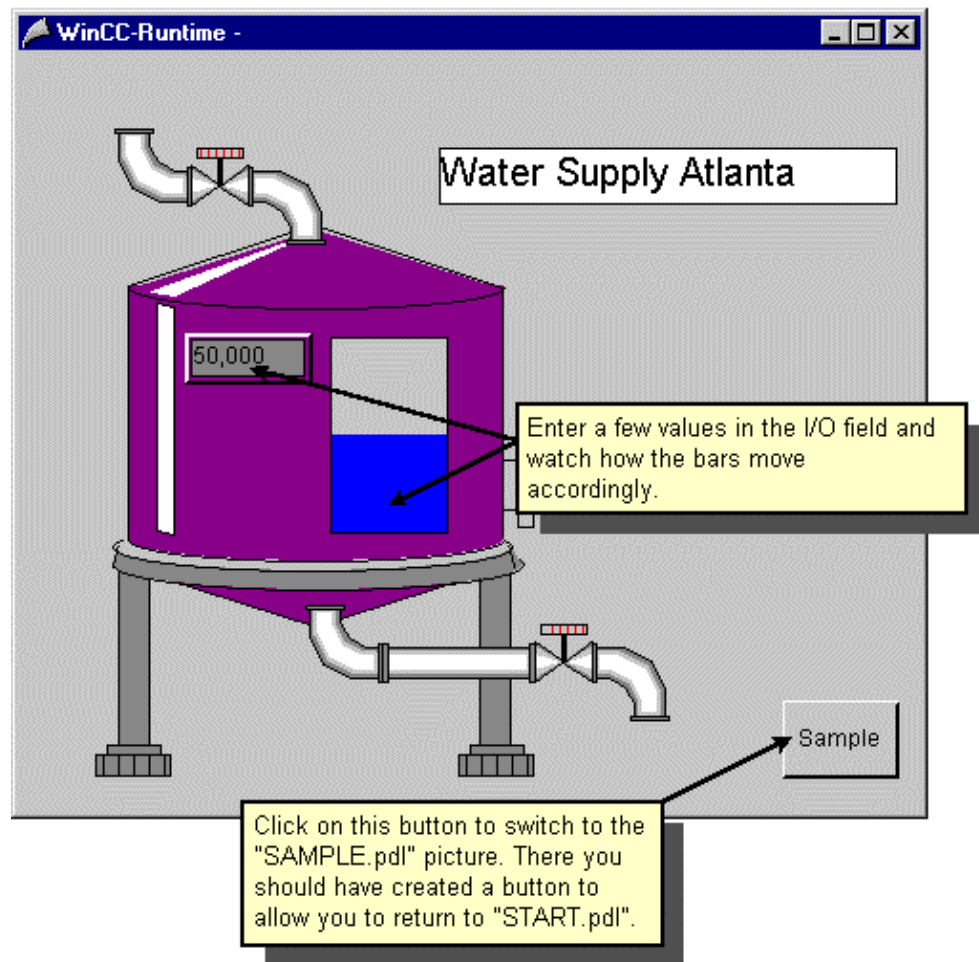 WinCC-Runtime -
Water Supply Atlanta
50,000
Enter a few values in the I/O field and
watch how the bars move
accordingly.
Sample
Click on this button to switch to the
"SAMPLE.pdl" picture. There you
should have created a button to
allow you to return to "START.pdl".